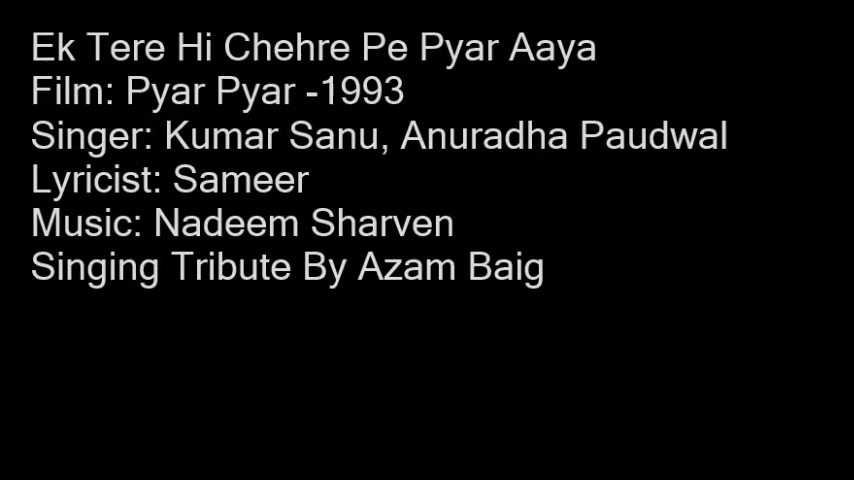 Ek Tere Hi Chehre Pe Pyar Aaya
Film: Pyar Pyar -1993
Singer: Kumar Sanu, Anuradha Paudwal
Lyricist: Sameer
Music: Nadeem Sharven
Singing Tribute By Azam Baig